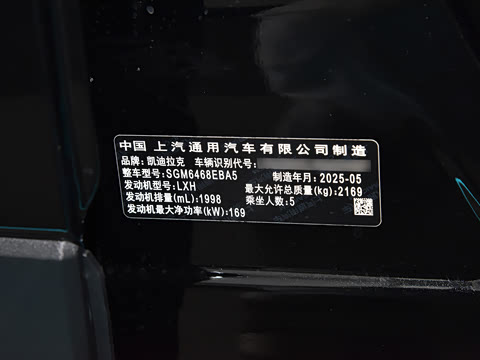 中国 上汽通用汽车有限公司制造
品牌:凯迪拉克 车辆识别代号:
整车型号:SGM6468EBA5 制造年月:2025-05
发动机型号:LXH 最大允许总质量(kg):2169
发动机排量(mL):1998 乘坐人数:5
发动机最大净功率(kW):169